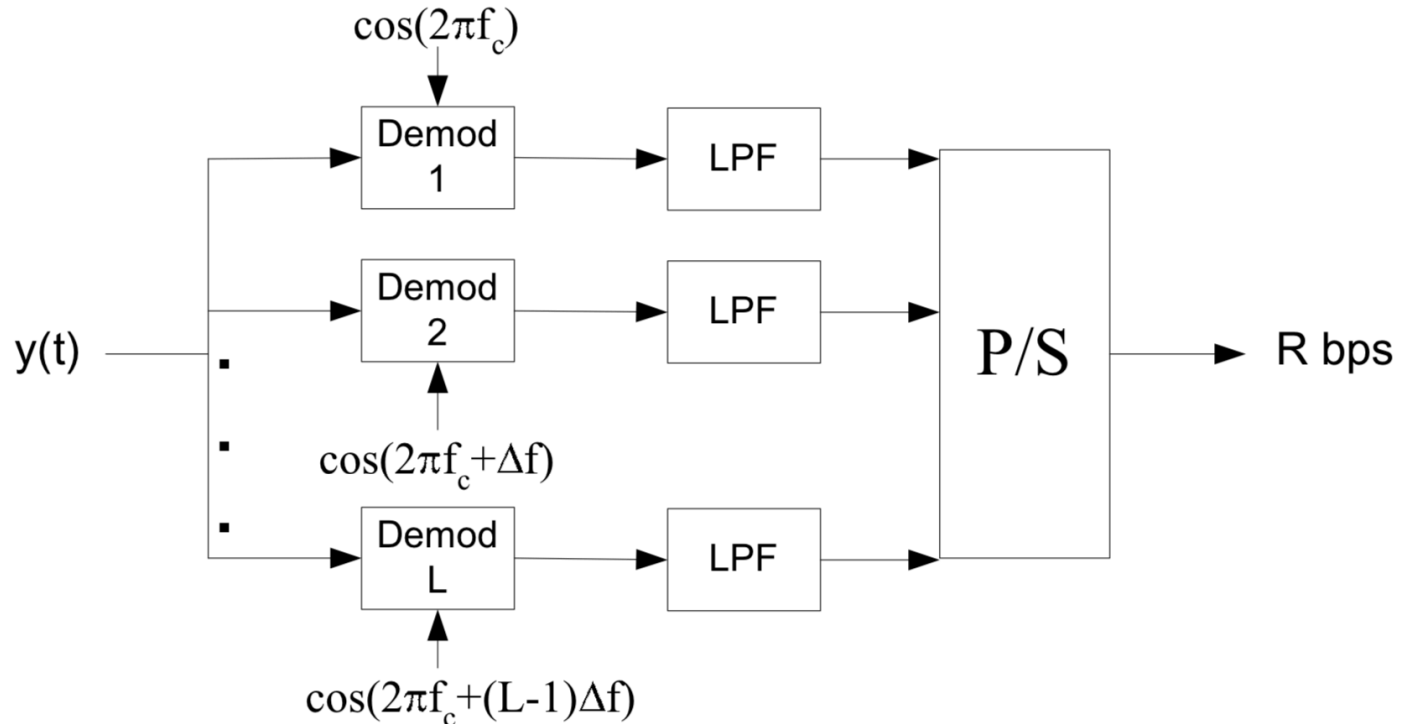 cos(2πf_c)
Demod
1
LPF
Demod
2
LPF
y(t)
P/S
R bps
cos(2πf_c+Δf)
Demod
L
LPF
cos(2πf_c+(L-1)Δf)